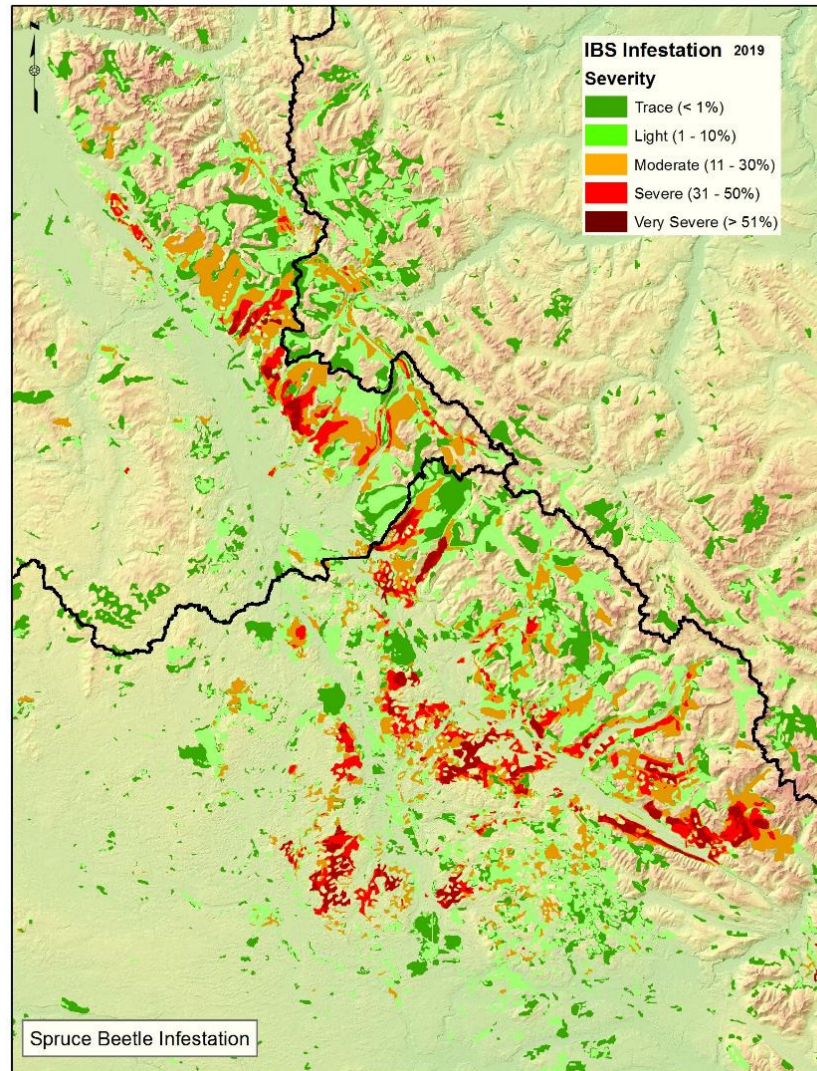 N
IBS Infestation 2019
Severity
Trace (< 1%)
Light (1 - 10%)
Moderate (11 - 30%)
Severe (31 - 50%)
Very Severe (> 51%)
Spruce Beetle Infestation